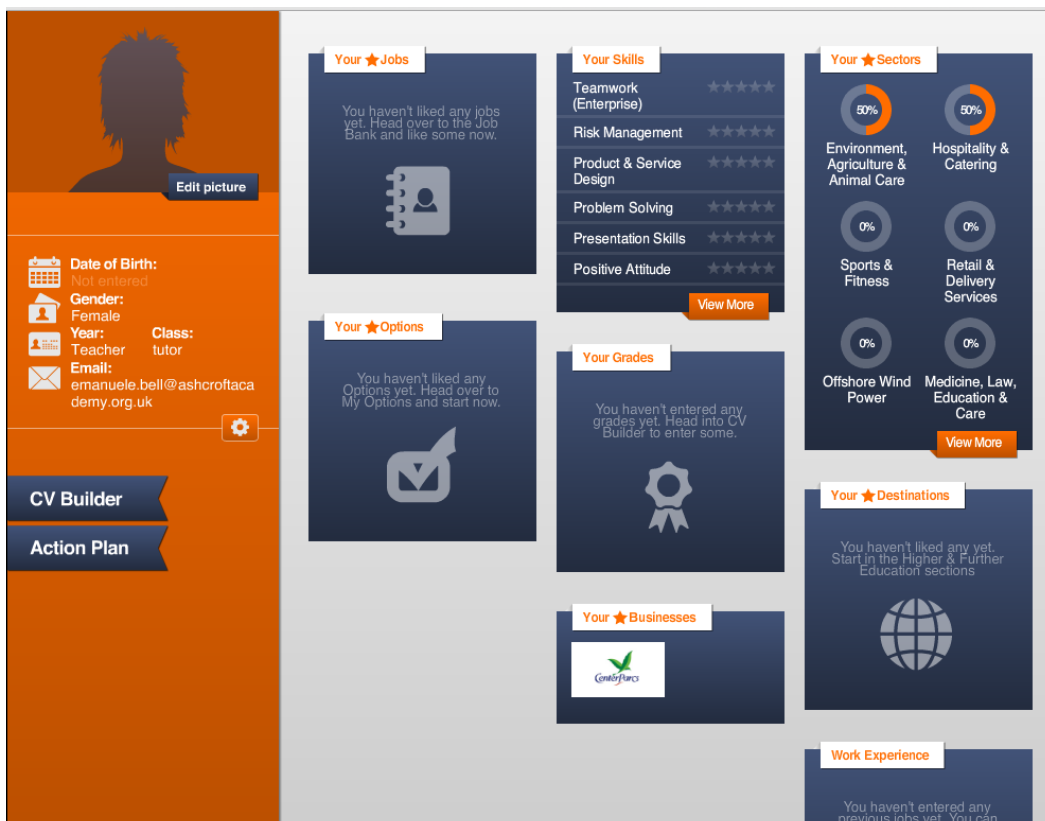 Edit picture
Date of Birth:
Not entered
Gender:
Female
Year: Class:
Teacher tutor
Email:
emanuele.bell@ashcroftaca
demy.org.uk
CV Builder
Action Plan
Your Jobs
You haven't liked any jobs
yet. Head over to the Job
Bank and like some now.
Your Options
You haven't liked any
Options yet. Head over to
My Options and start now.
Your Skills
Teamwork
(Enterprise)
Risk Management
Product & Service
Design
Problem Solving
Presentation Skills
Positive Attitude
View More
Your Grades
You haven't entered any
grades yet. Head into CV
Builder to enter some.
Your Businesses
CenterParcs
Your Sectors
50% 50%
Environment,
Agriculture &
Animal Care
Hospitality &
Catering
0% 0%
Sports &
Fitness
Retail &
Delivery
Services
0% 0%
Offshore Wind
Power
Medicine, Law,
Education &
Care
View More
Your Destinations
You haven't liked any yet.
Start in the Higher & Further
Education sections
Work Experience
You haven't entered any
previous jobs yet. You can